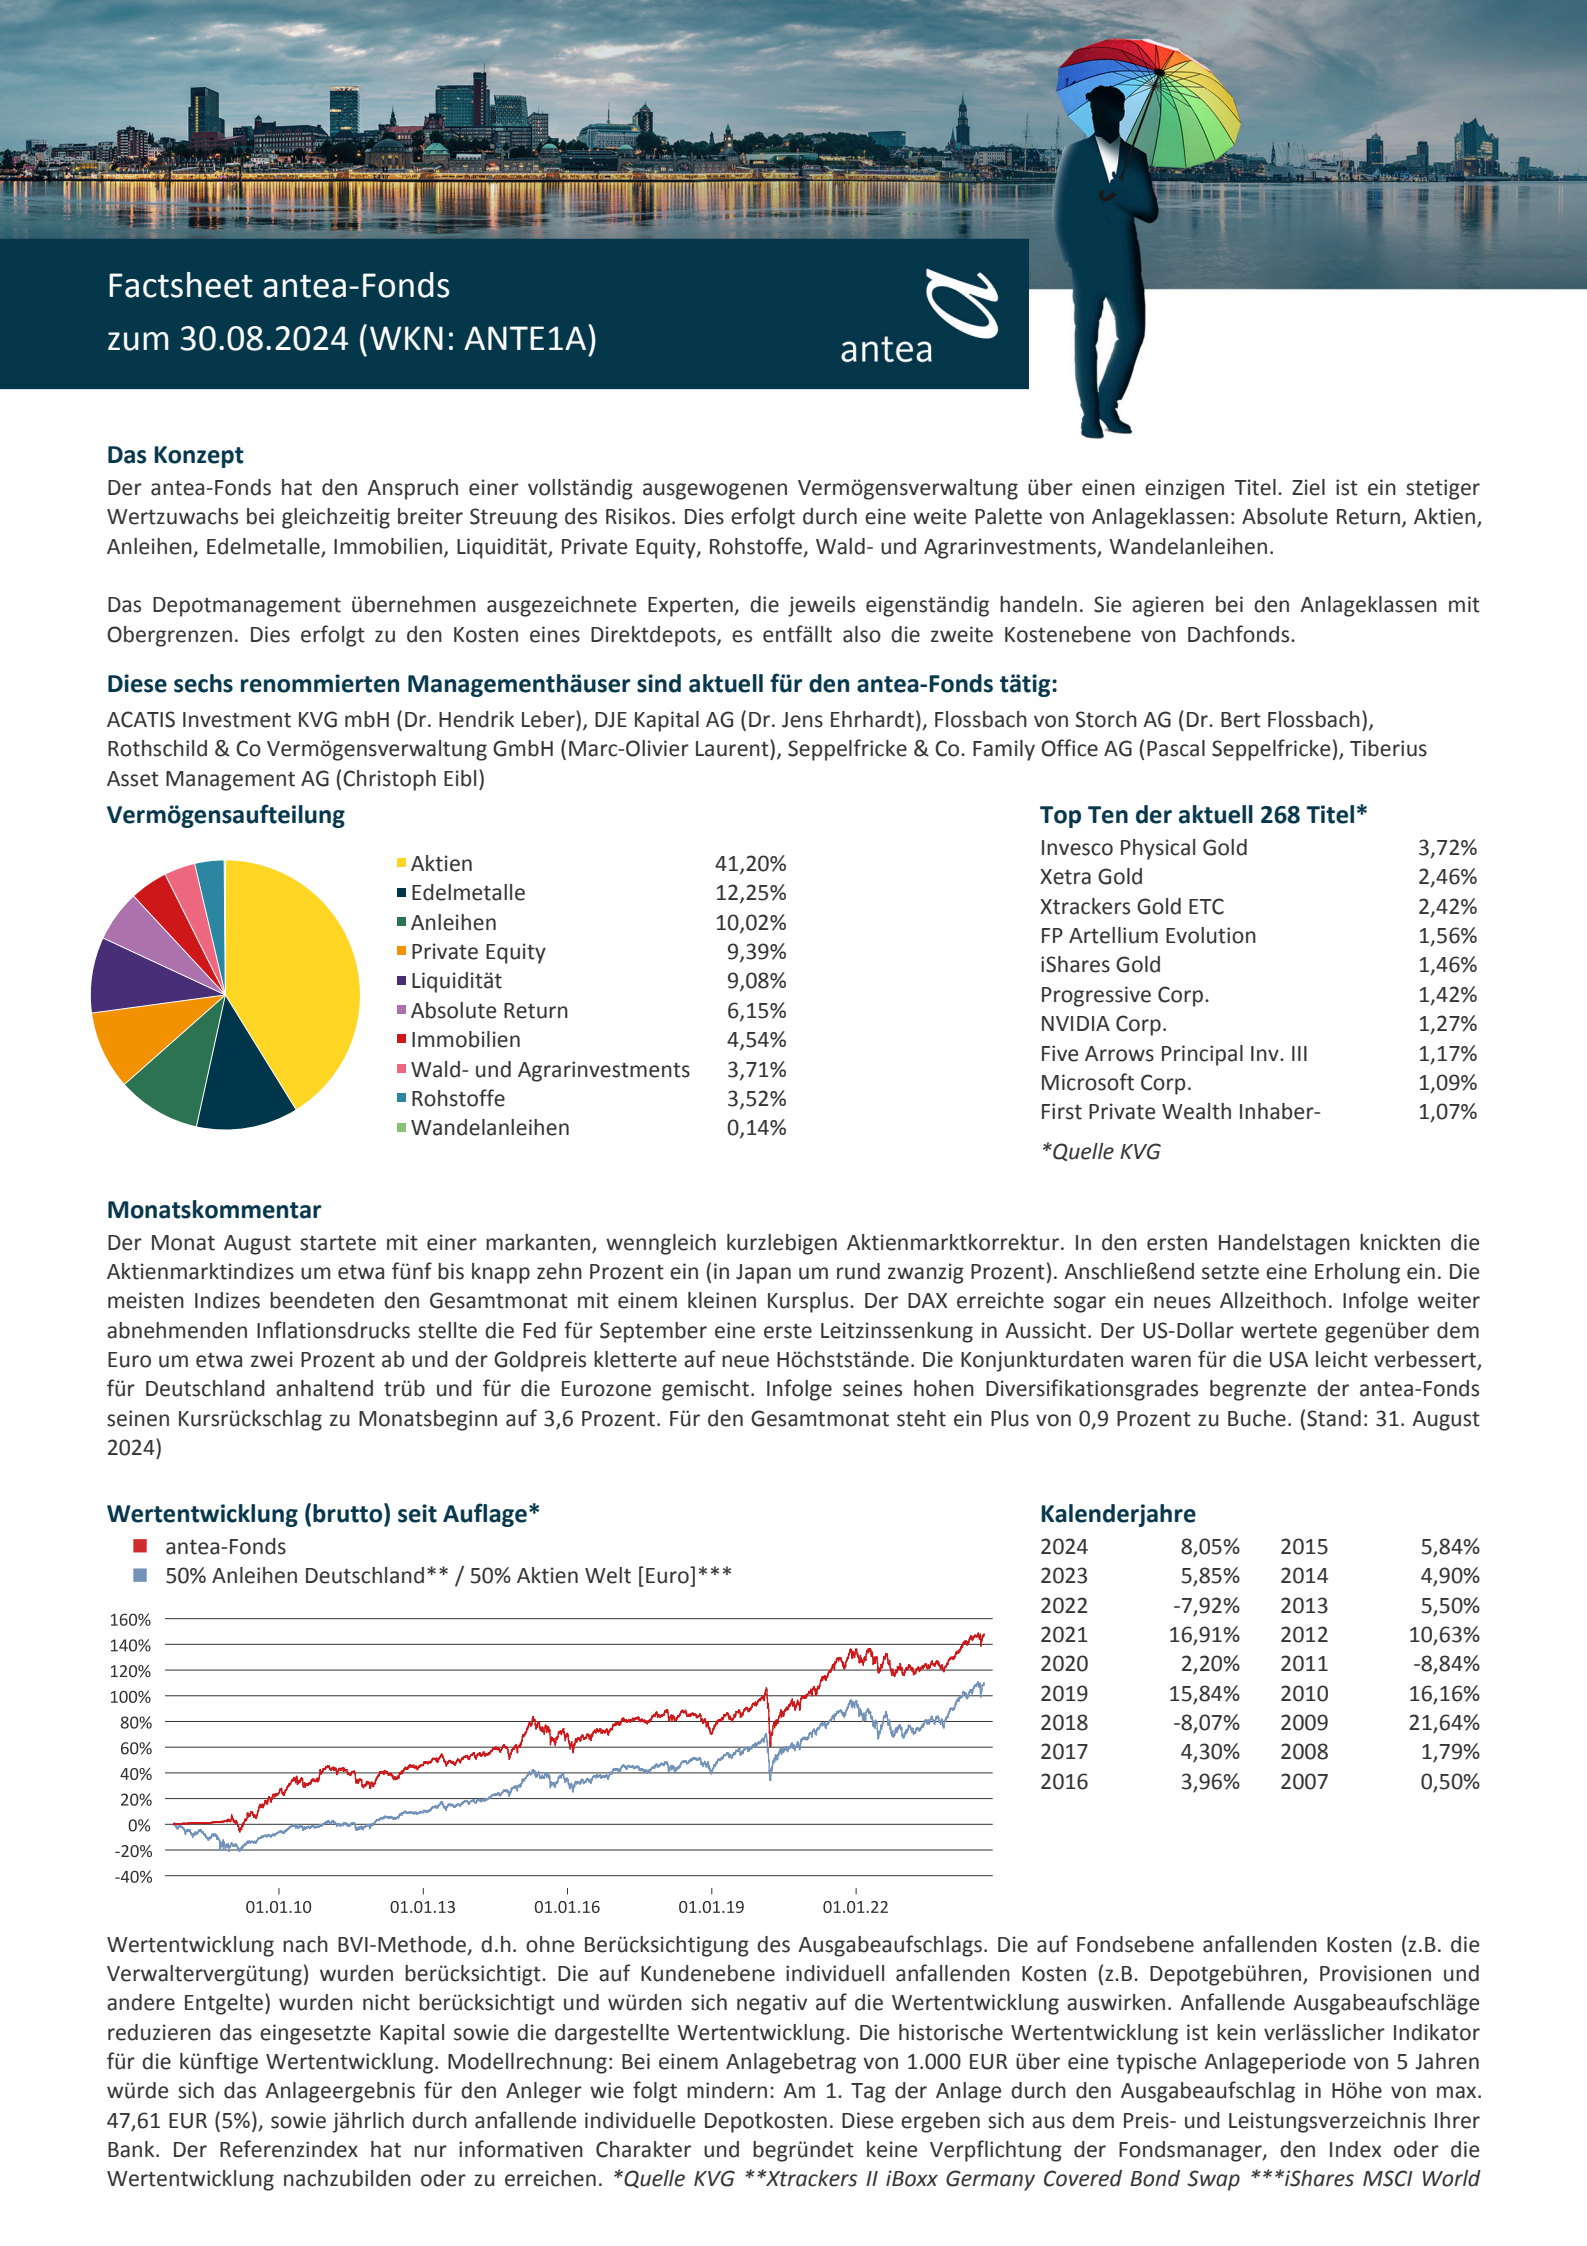 Factsheet antea-Fonds
zum 30.08.2024 (WKN: ANTE1A)
antea
a
Das Konzept
Der antea-Fonds hat den Anspruch einer vollständig ausgewogenen Vermögensverwaltung über einen einzigen Titel. Ziel ist ein stetiger
Wertzuwachs bei gleichzeitig breiter Streuung des Risikos. Dies erfolgt durch eine weite Palette von Anlageklassen: Absolute Return, Aktien,
Anleihen, Edelmetalle, Immobilien, Liquidität, Private Equity, Rohstoffe, Wald- und Agrarinvestments, Wandelanleihen.
Das Depotmanagement übernehmen ausgezeichnete Experten, die jeweils eigenständig handeln. Sie agieren bei den Anlageklassen mit
Obergrenzen. Dies erfolgt zu den Kosten eines Direktdepots, es entfällt also die zweite Kostenebene von Dachfonds.
Diese sechs renommierten Managementhäuser sind aktuell für den antea-Fonds tätig:
ACATIS Investment KVG mbH (Dr. Hendrik Leber), DJE Kapital AG (Dr. Jens Ehrhardt), Flossbach von Storch AG (Dr. Bert Flossbach),
Rothschild & Co Vermögensverwaltung GmbH (Marc-Olivier Laurent), Seppelfricke & Co. Family Office AG (Pascal Seppelfricke), Tiberius
Asset Management AG (Christoph Eibl)
Vermögensaufteilung
Aktien 41,20%
Edelmetalle 12,25%
Anleihen 10,02%
Private Equity 9,39%
Liquidität 9,08%
Absolute Return 6,15%
Immobilien 4,54%
Wald- und Agrarinvestments 3,71%
Rohstoffe 3,52%
Wandelanleihen 0,14%
Top Ten der aktuell 268 Titel*
Invesco Physical Gold 3,72%
Xetra Gold 2,46%
Xtrackers Gold ETC 2,42%
FP Artellium Evolution 1,56%
iShares Gold 1,46%
Progressive Corp. 1,42%
NVIDIA Corp. 1,27%
Five Arrows Principal Inv. III 1,17%
Microsoft Corp. 1,09%
First Private Wealth Inhaber- 1,07%
*Quelle KVG
Monatskommentar
Der Monat August startete mit einer markanten, wenngleich kurzlebigen Aktienmarktkorrektur. In den ersten Handelstagen knickten die
Aktienmarktindizes um etwa fünf bis knapp zehn Prozent ein (in Japan um rund zwanzig Prozent). Anschließend setzte eine Erholung ein. Die
meisten Indizes beendeten den Gesamtmonat mit einem kleinen Kursplus. Der DAX erreichte sogar ein neues Allzeithoch. Infolge weiter
abnehmenden Inflationsdrucks stellte die Fed für September eine erste Leitzinssenkung in Aussicht. Der US-Dollar wertete gegenüber dem
Euro um etwa zwei Prozent ab und der Goldpreis kletterte auf neue Höchststände. Die Konjunkturdaten waren für die USA leicht verbessert,
für Deutschland anhaltend trüb und für die Eurozone gemischt. Infolge seines hohen Diversifikationsgrades begrenzte der antea-Fonds
seinen Kursrückschlag zu Monatsbeginn auf 3,6 Prozent. Für den Gesamtmonat steht ein Plus von 0,9 Prozent zu Buche. (Stand: 31. August
2024)
Wertentwicklung (brutto) seit Auflage*
antea-Fonds
50% Anleihen Deutschland** / 50% Aktien Welt [Euro]***
160%
140%
120%
100%
80%
60%
40%
20%
0%
-20%
-40%
01.01.10 01.01.13 01.01.16 01.01.19 01.01.22
Kalenderjahre
2024 8,05% 2015 5,84%
2023 5,85% 2014 4,90%
2022 -7,92% 2013 5,50%
2021 16,91% 2012 10,63%
2020 2,20% 2011 -8,84%
2019 15,84% 2010 16,16%
2018 -8,07% 2009 21,64%
2017 4,30% 2008 1,79%
2016 3,96% 2007 0,50%
Wertentwicklung nach BVI-Methode, d.h. ohne Berücksichtigung des Ausgabeaufschlags. Die auf Fondsebene anfallenden Kosten (z.B. die
Verwaltervergütung) wurden berücksichtigt. Die auf Kundenebene individuell anfallenden Kosten (z.B. Depotgebühren, Provisionen und
andere Entgelte) wurden nicht berücksichtigt und würden sich negativ auf die Wertentwicklung auswirken. Anfallende Ausgabeaufschläge
reduzieren das eingesetzte Kapital sowie die dargestellte Wertentwicklung. Die historische Wertentwicklung ist kein verlässlicher Indikator
für die künftige Wertentwicklung. Modellrechnung: Bei einem Anlagebetrag von 1.000 EUR über eine typische Anlageperiode von 5 Jahren
würde sich das Anlageergebnis für den Anleger wie folgt mindern: Am 1. Tag der Anlage durch den Ausgabeaufschlag in Höhe von max.
47,61 EUR (5%), sowie jährlich durch anfallende individuelle Depotkosten. Diese ergeben sich aus dem Preis- und Leistungsverzeichnis Ihrer
Bank. Der Referenzindex hat nur informativen Charakter und begründet keine Verpflichtung der Fondsmanager, den Index oder die
Wertentwicklung nachzubilden oder zu erreichen. *Quelle KVG **Xtrackers II iBoxx Germany Covered Bond Swap ***iShares MSCI World